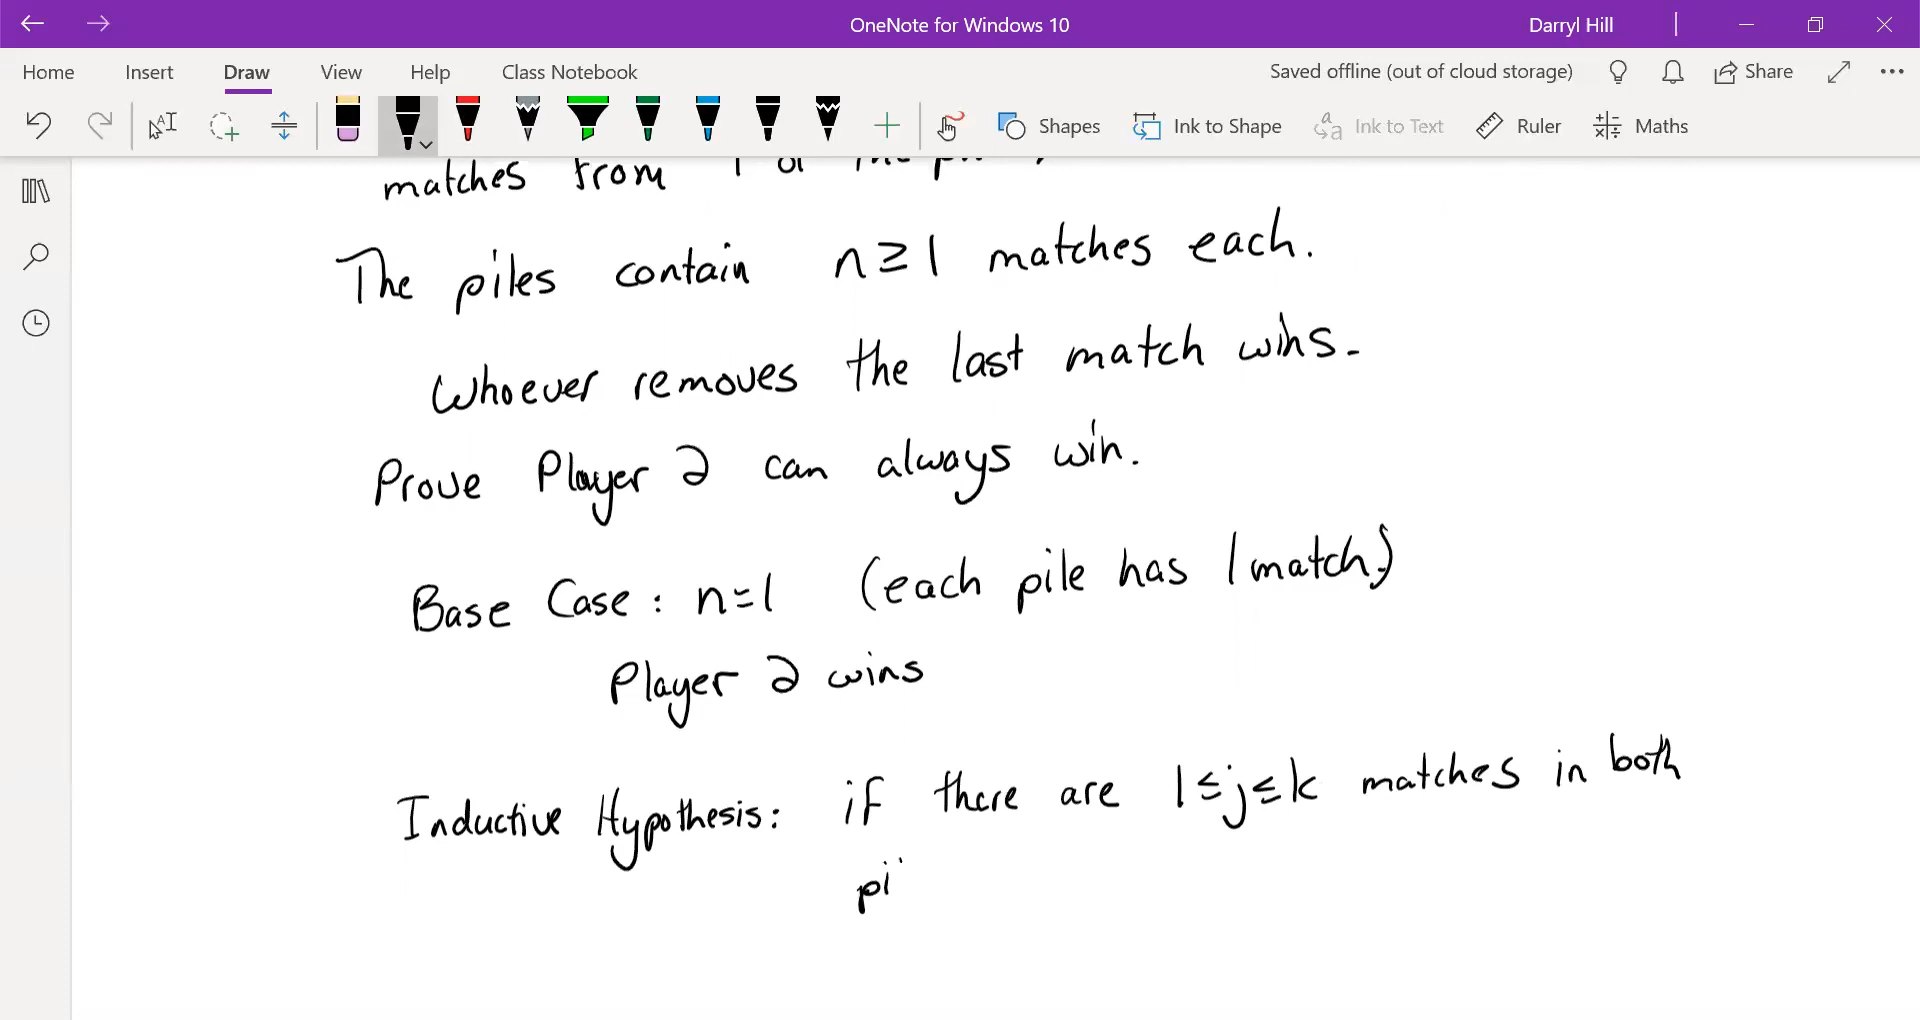 OneNote for Windows 10
Darryl Hill
Home Insert Draw View Help Class Notebook
Saved offline (out of cloud storage) Share
Shapes Ink to Shape Ink to Text Ruler Maths
matches from 1 of the
The piles contain n≥1 matches each.
Whoever removes the last match wins.
Prove Player 2 can always win.
Base Case: n=1 (each pile has 1 match)
Player 2 wins
Inductive Hypothesis: if there are 1≤j≤k matches in both
pi